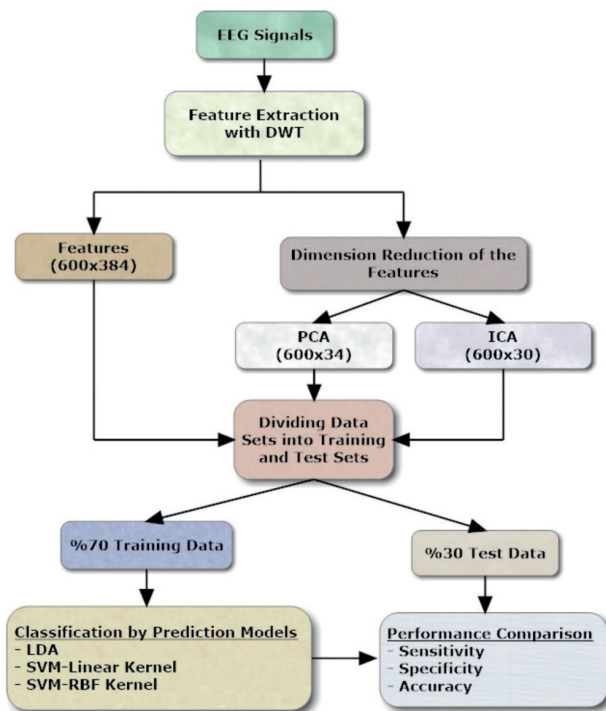 EEG Signals
Feature Extraction
with DWT
Features
(600x384)
Dimension Reduction of the
Features
PCA
(600x34)
ICA
(600x30)
Dividing Data
Sets into Training
and Test Sets
%70 Training Data
%30 Test Data
Classification by Prediction Models
- LDA
- SVM-Linear Kernel
- SVM-RBF Kernel
Performance Comparison
- Sensitivity
- Specificity
- Accuracy